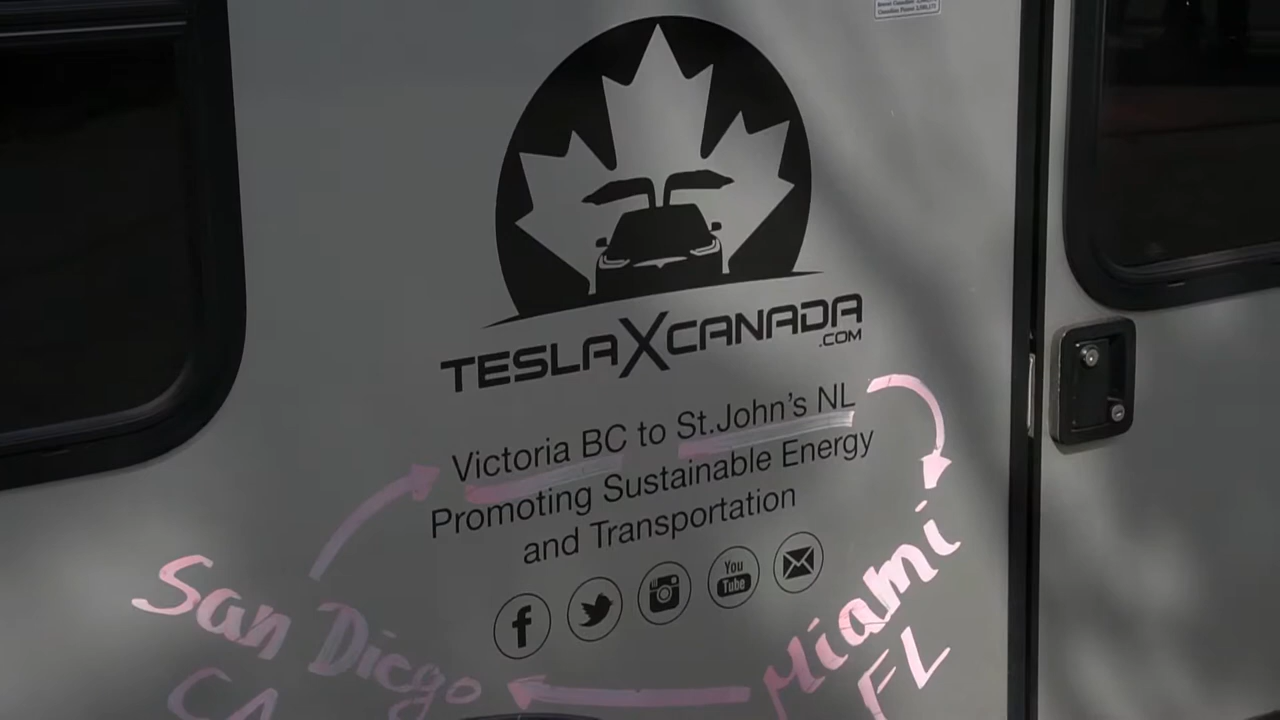 TESLAXCANADA
.COM
Victoria BC to St.John's NL
Promoting Sustainable Energy
and Transportation
You
Tube
San Diego
CA
Miami
FL